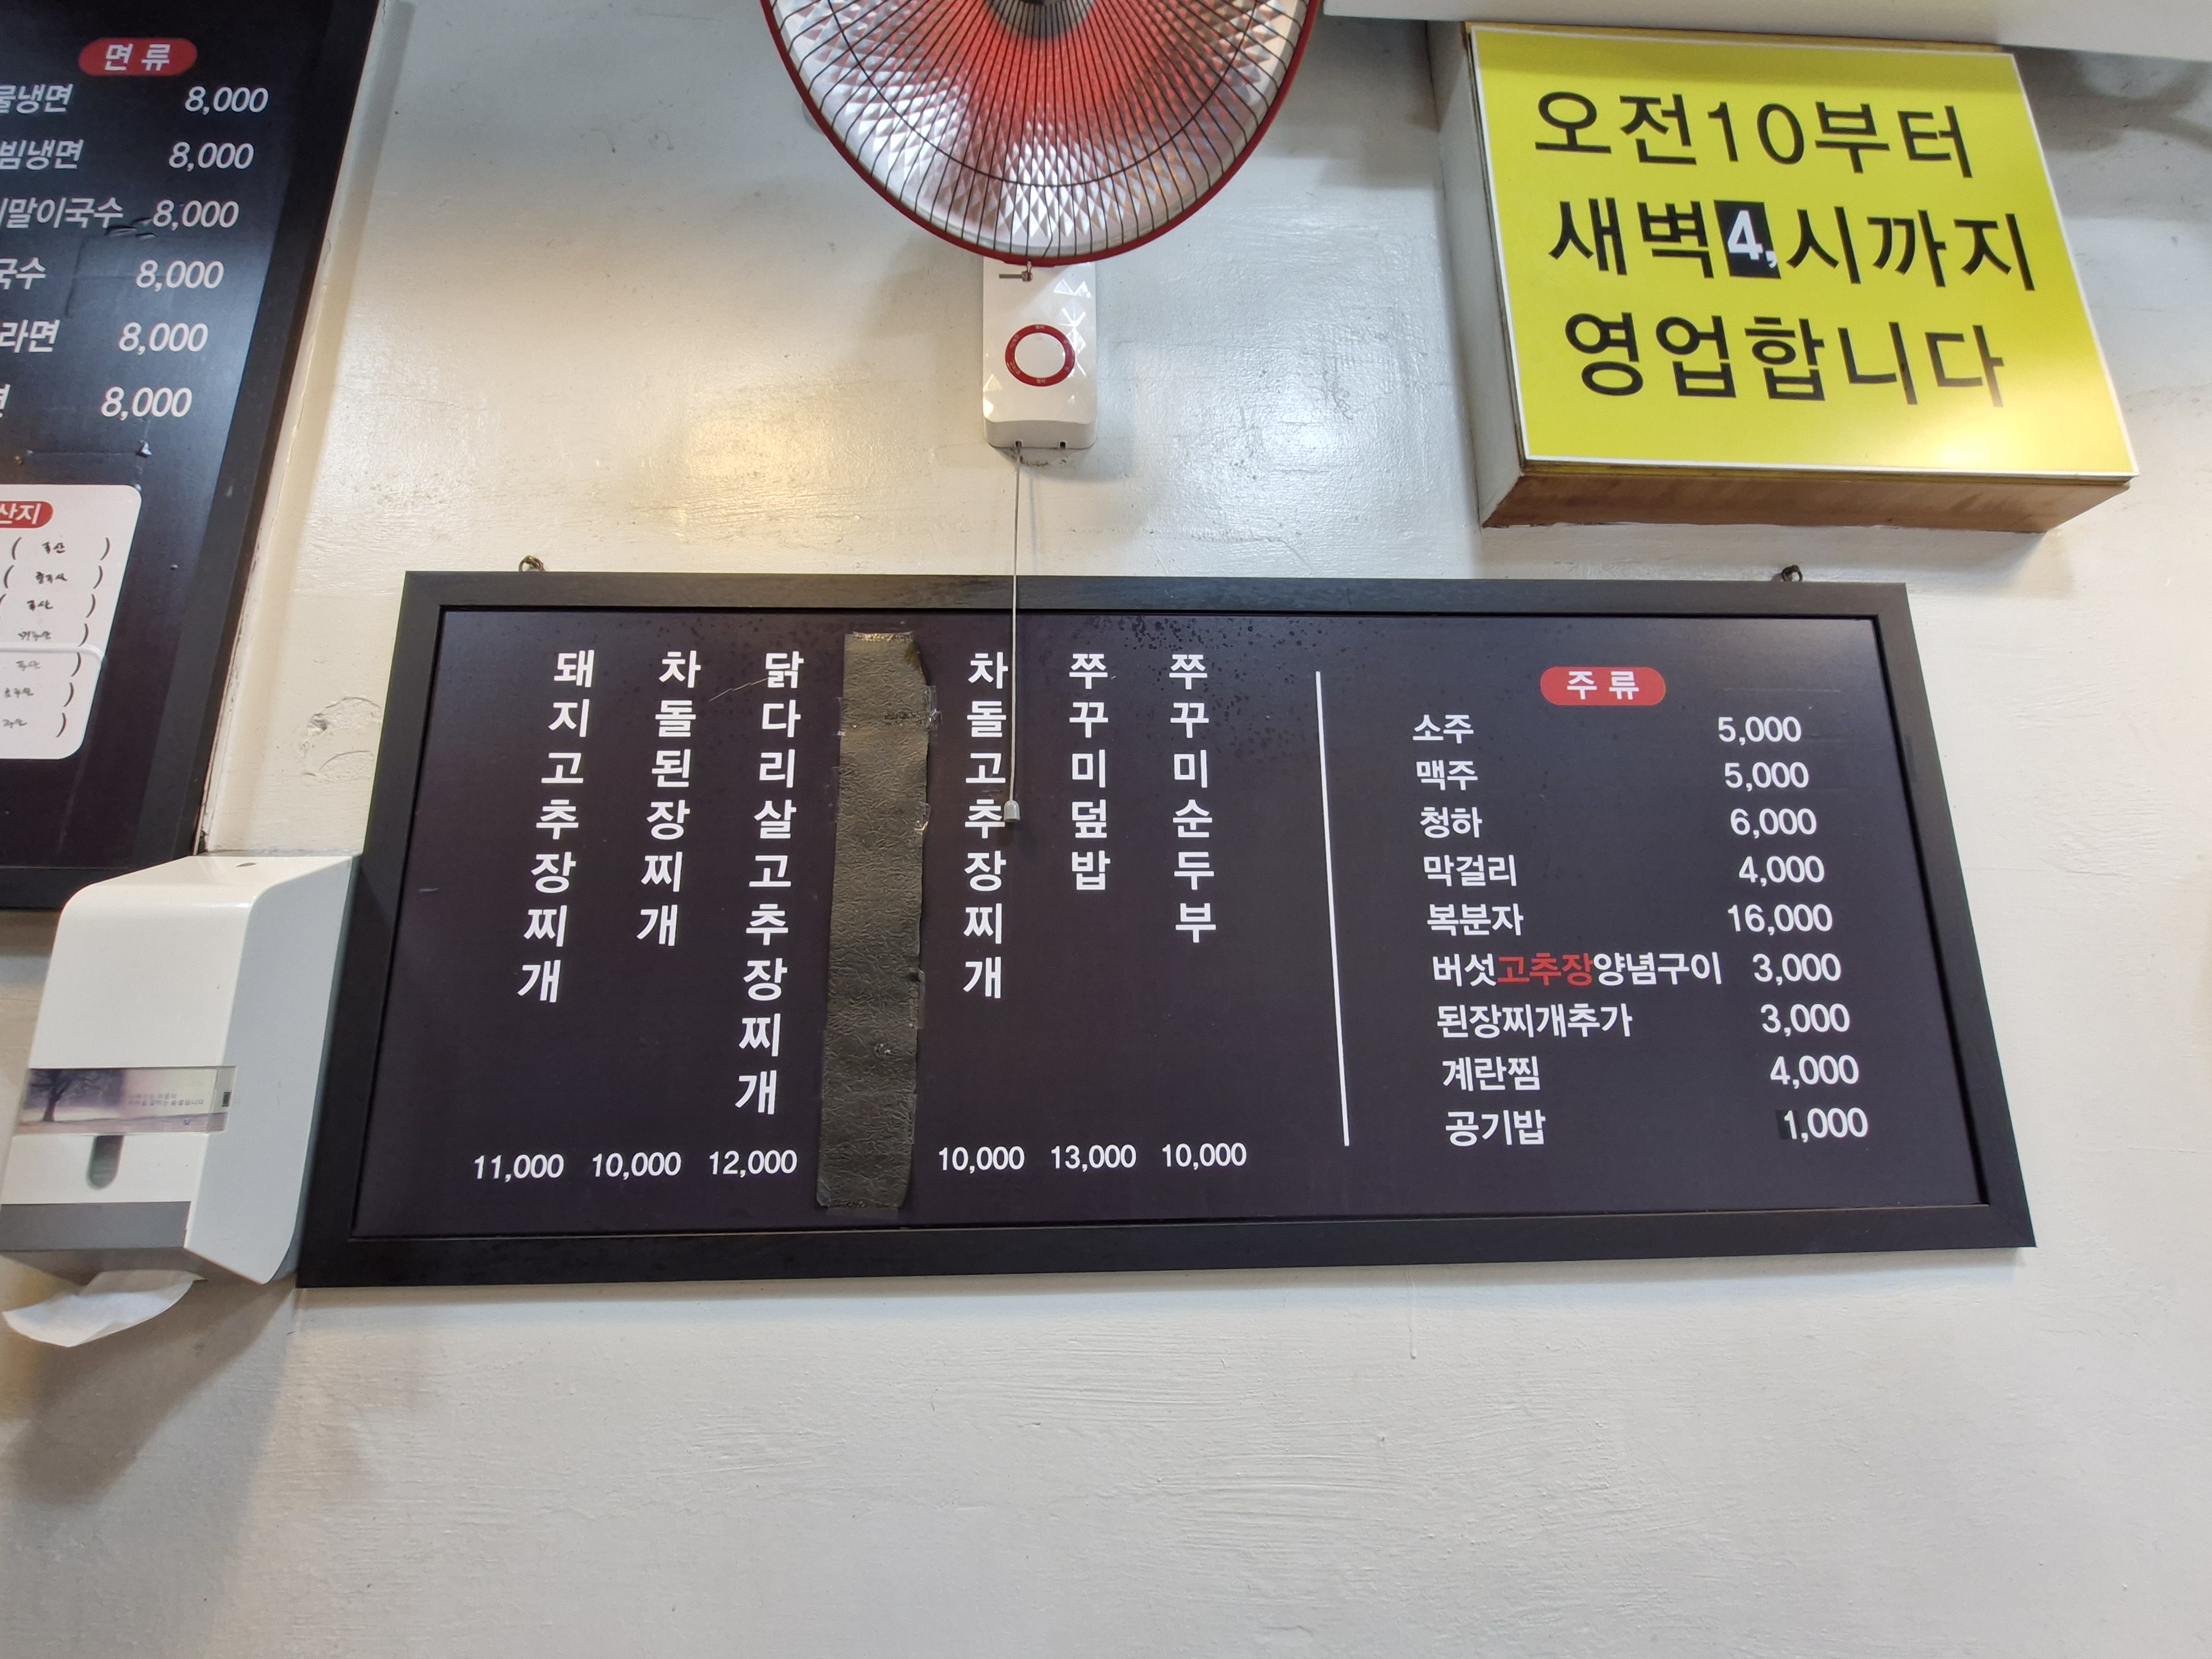 면류
물냉면 8,000
빔냉면 8,000
말이국수 8,000
국수 8,000
라면 8,000
8,000
산지
오전10부터
새벽4,시까지
영업합니다
돼지고추장찌개 11,000
차돌된장찌개 10,000
닭다리살고추장찌개 12,000
차돌고추장찌개 10,000
쭈꾸미덮밥 13,000
쭈꾸미순두부 10,000
주류
소주 5,000
맥주 5,000
청하 6,000
막걸리 4,000
복분자 16,000
버섯고추장양념구이 3,000
된장찌개추가 3,000
계란찜 4,000
공기밥 1,000